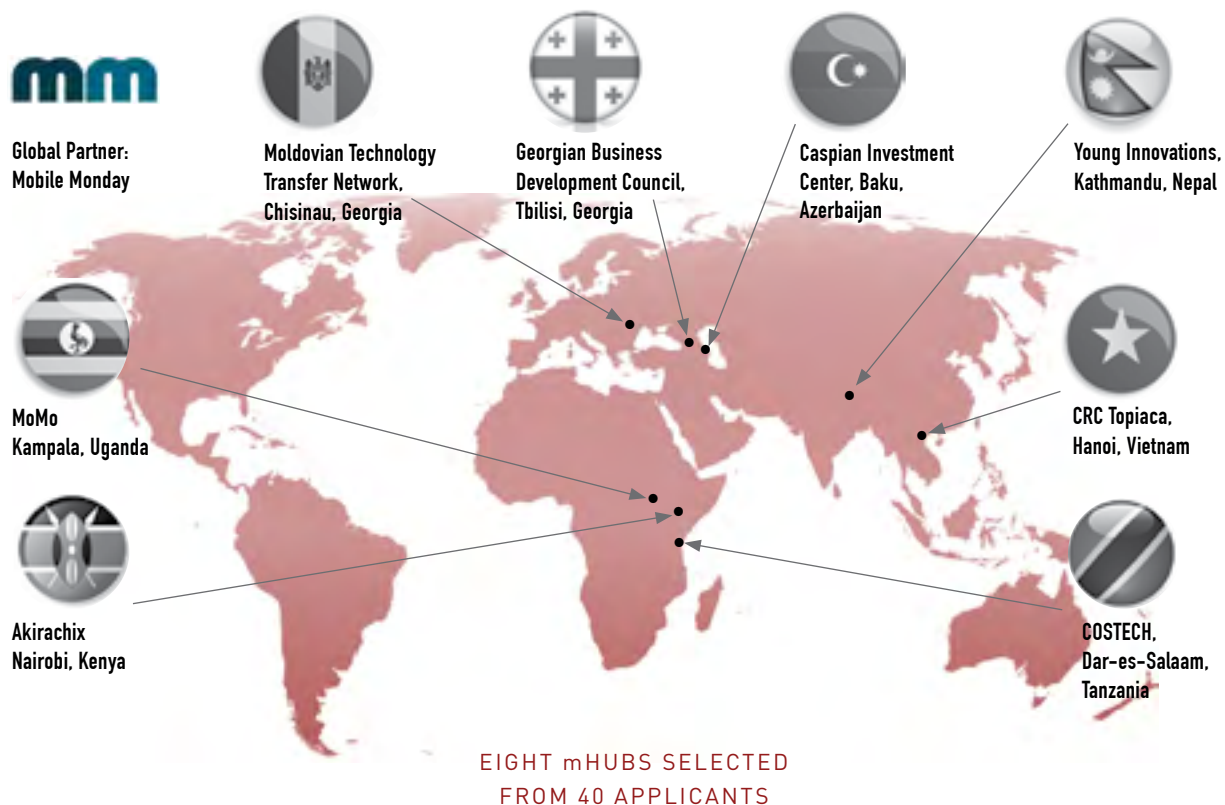 mm
Global Partner:
Mobile Monday
Moldovian Technology
Transfer Network,
Chisinau, Georgia
Georgian Business
Development Council,
Tbilisi, Georgia
Caspian Investment
Center, Baku,
Azerbaijan
Young Innovations,
Kathmandu, Nepal
MoMo
Kampala, Uganda
CRC Topiaca,
Hanoi, Vietnam
Akirachix
Nairobi, Kenya
COSTECH,
Dar-es-Salaam,
Tanzania
EIGHT mHUBS SELECTED
FROM 40 APPLICANTS